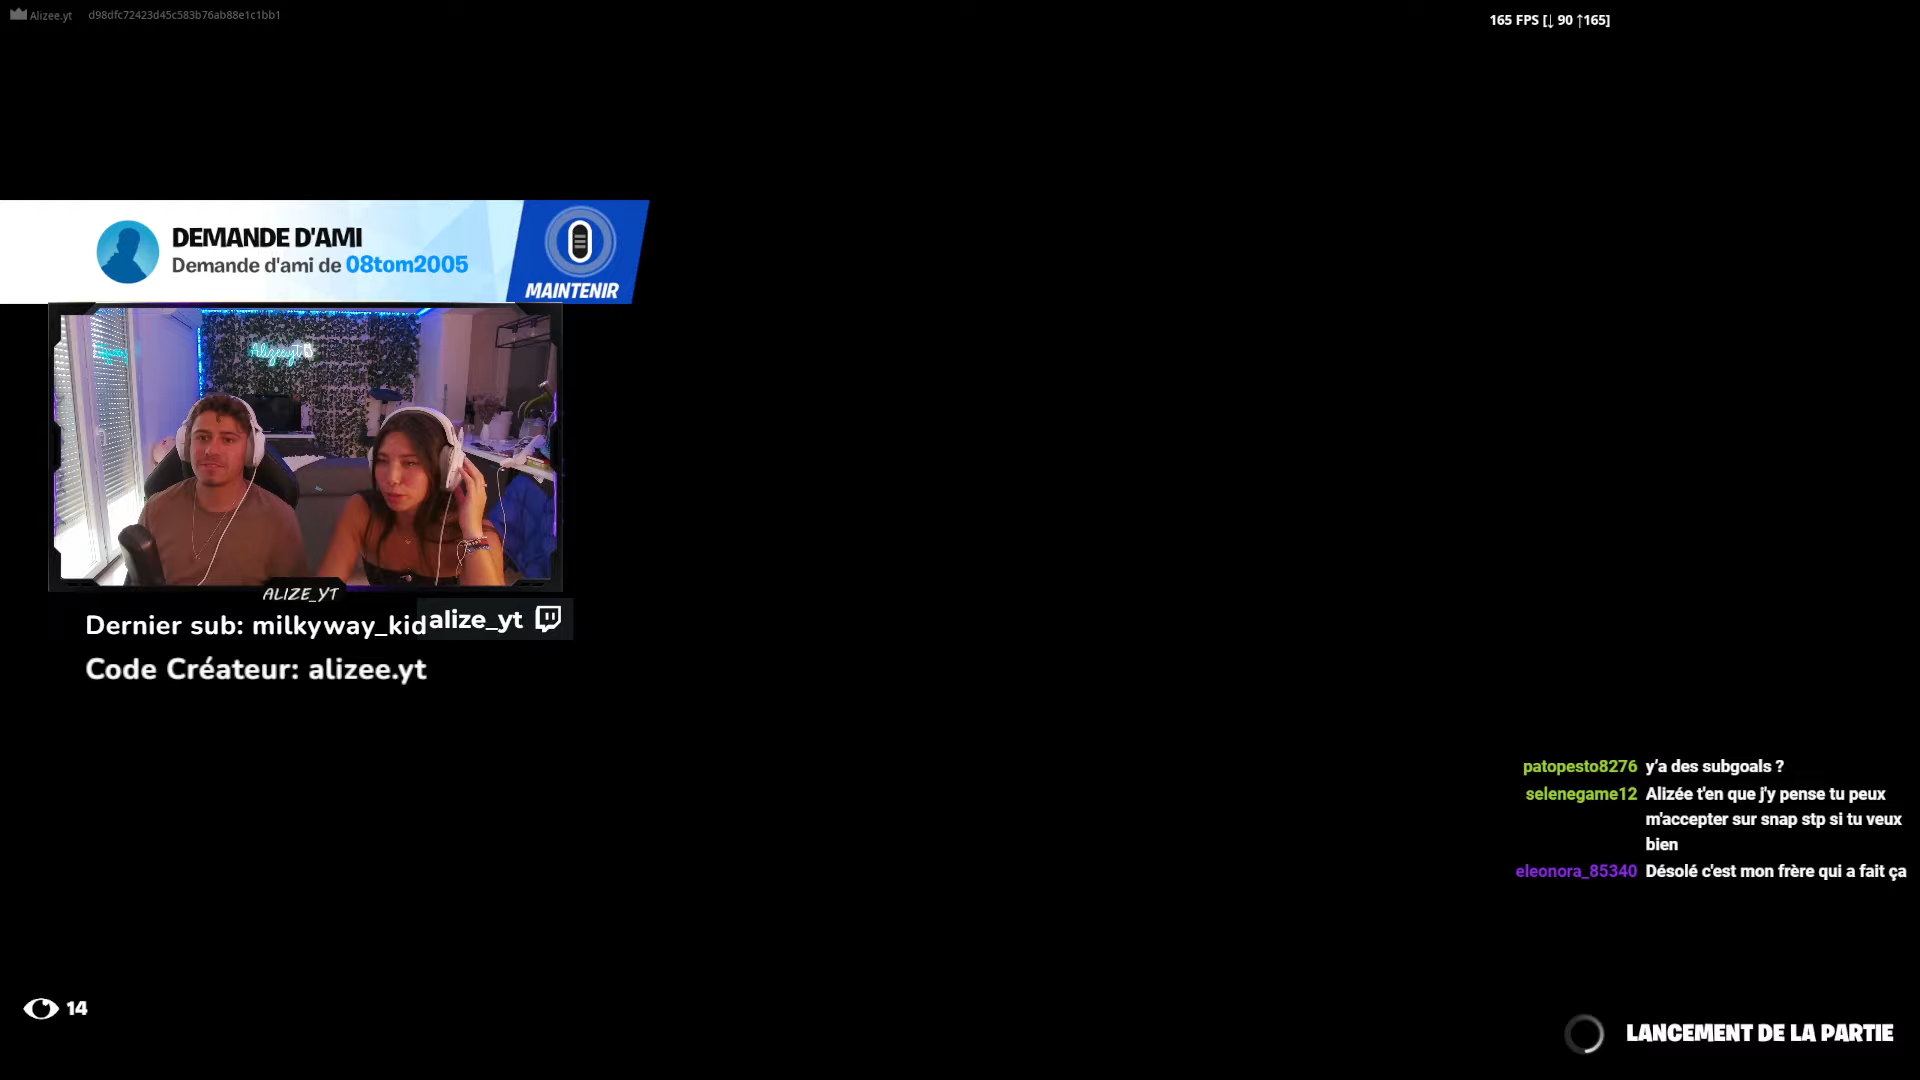 Alizee.yt d98dfc72423d45c583b76ab88e1c1bb1
165 FPS [↓ 90 ↑165]
DEMANDE D'AMI
Demande d'ami de 08tom2005
MAINTENIR
Alizeeyt
ALIZE_YT
Dernier sub: milkyway_kid
alize_yt
Code Créateur: alizee.yt
patopesto8276 y'a des subgoals ?
selenegame12 Alizée t'en que j'y pense tu peux
m'accepter sur snap stp si tu veux
bien
eleonora_85340 Désolé c'est mon frère qui a fait ça
14
LANCEMENT DE LA PARTIE